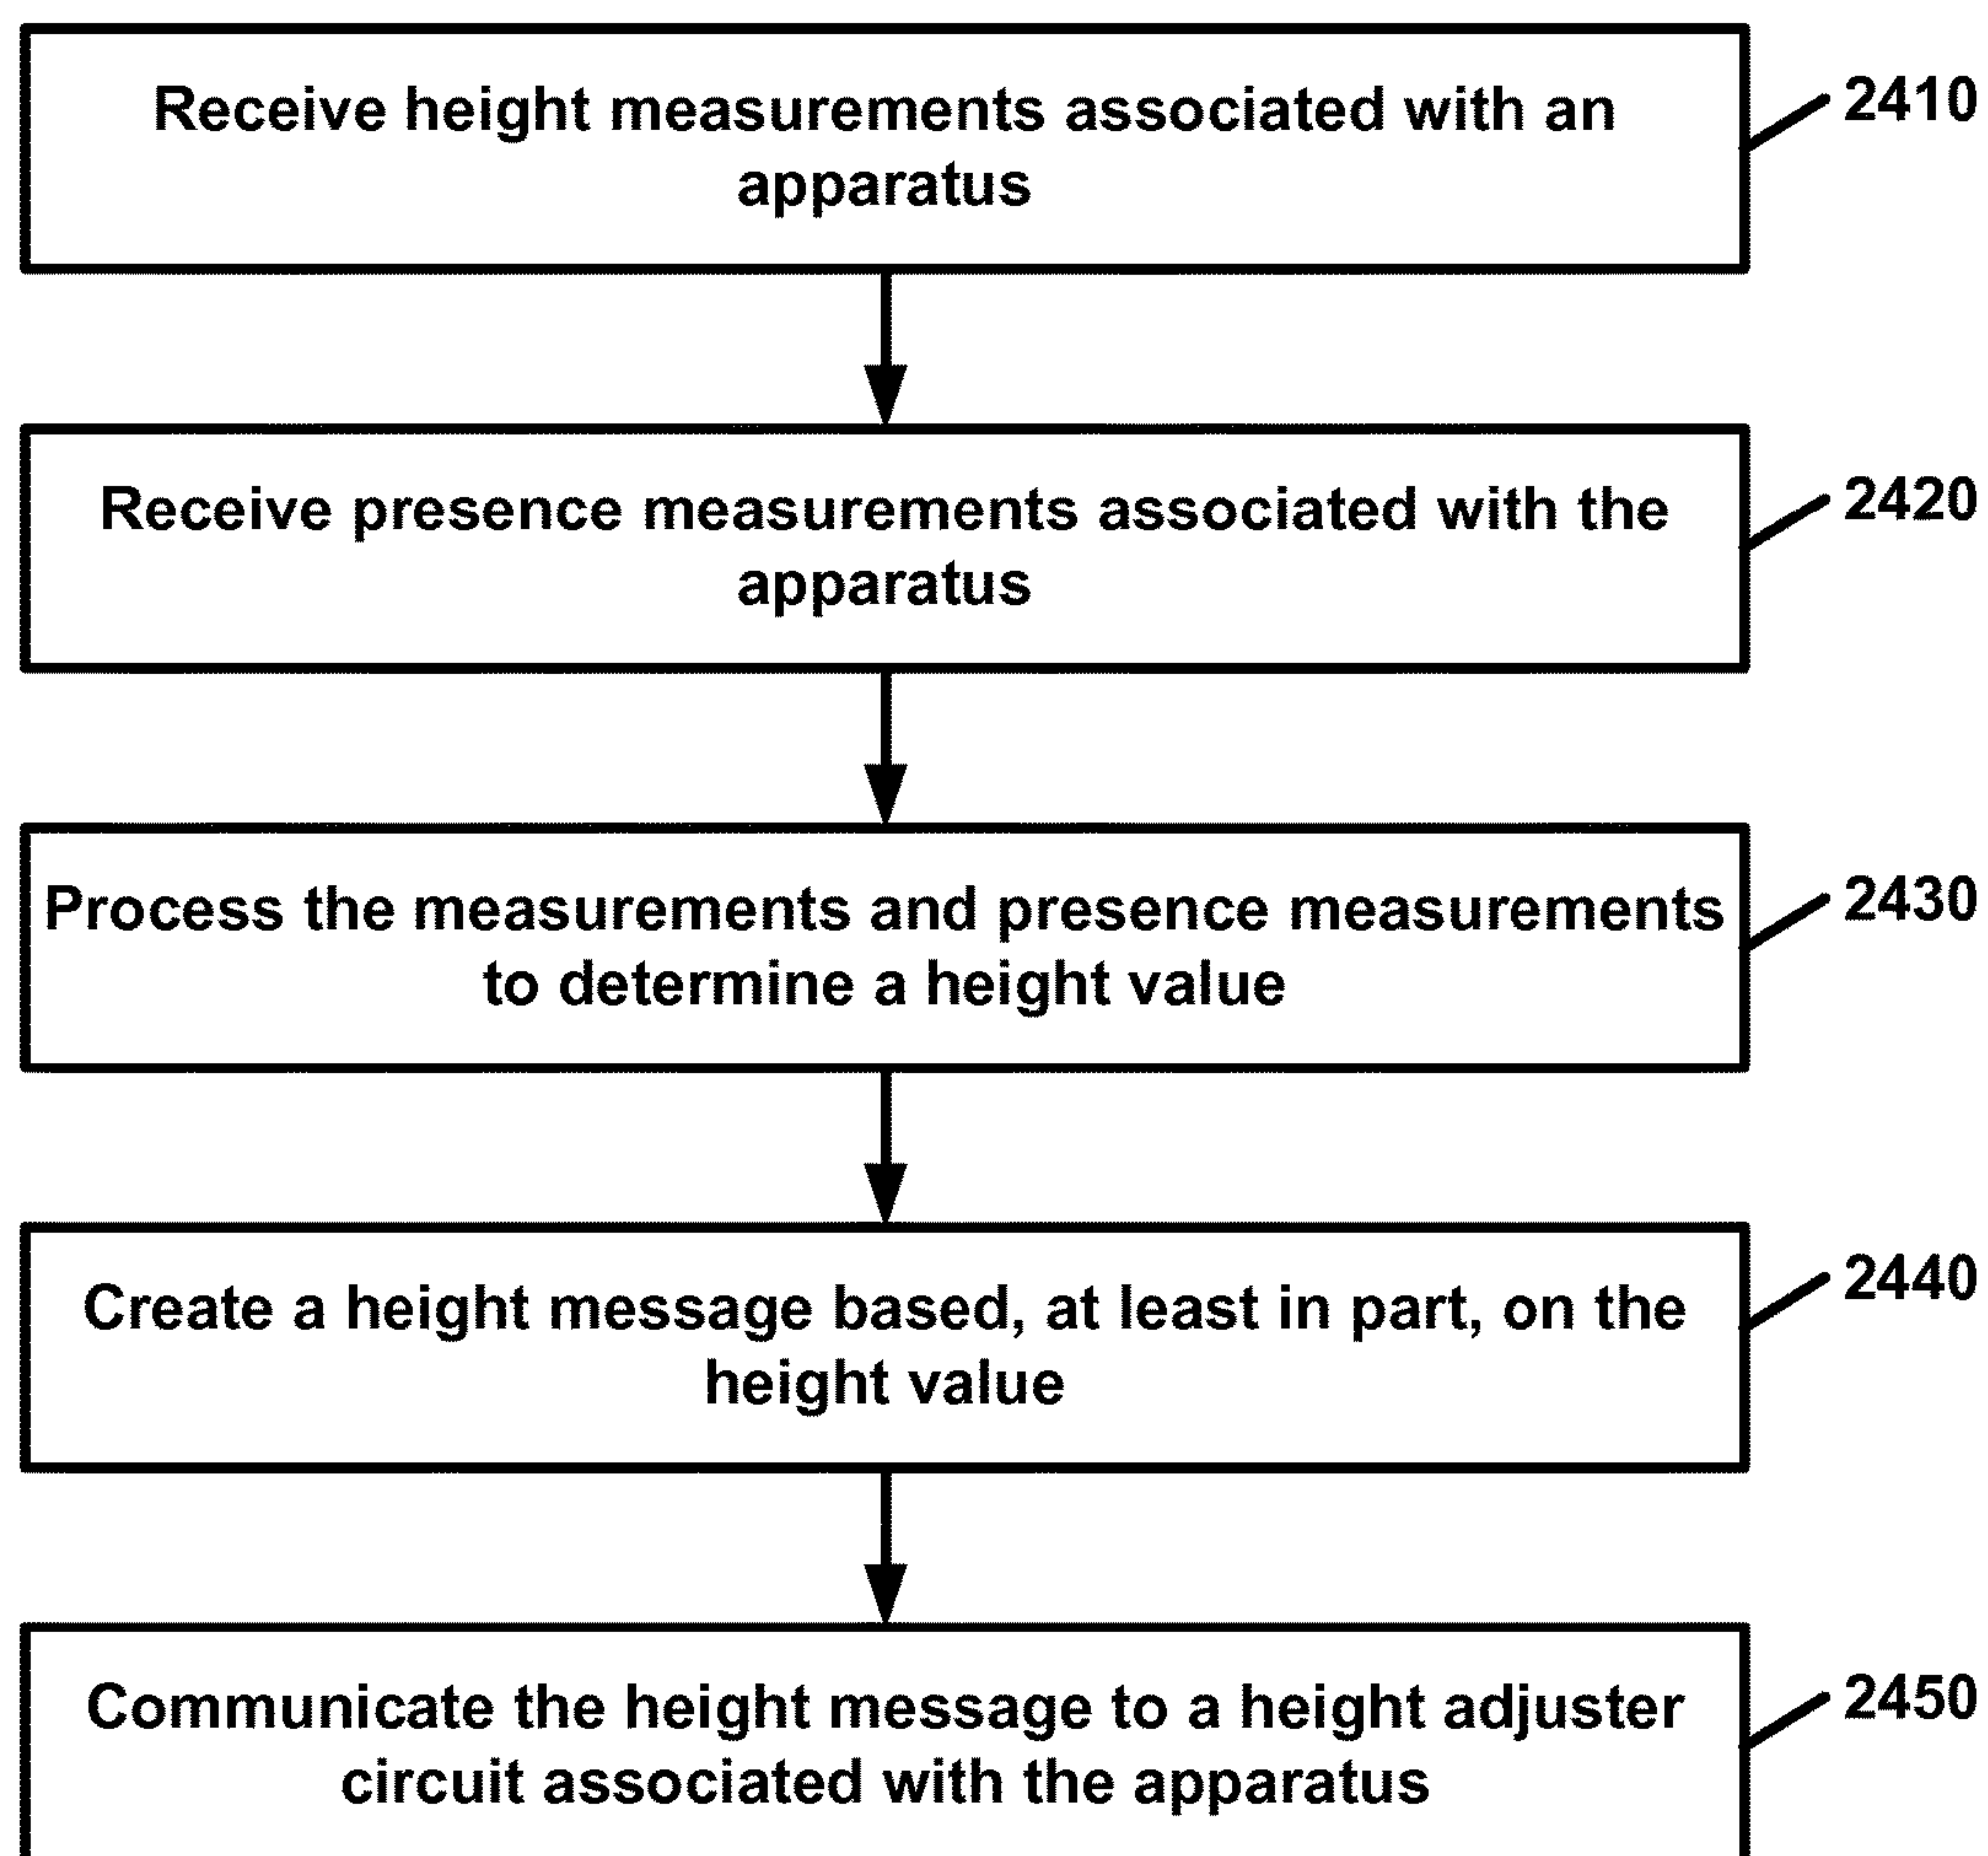 Receive height measurements associated with an
apparatus
2410
Receive presence measurements associated with the
apparatus
2420
Process the measurements and presence measurements
to determine a height value
2430
Create a height message based, at least in part, on the
height value
2440
Communicate the height message to a height adjuster
circuit associated with the apparatus
2450